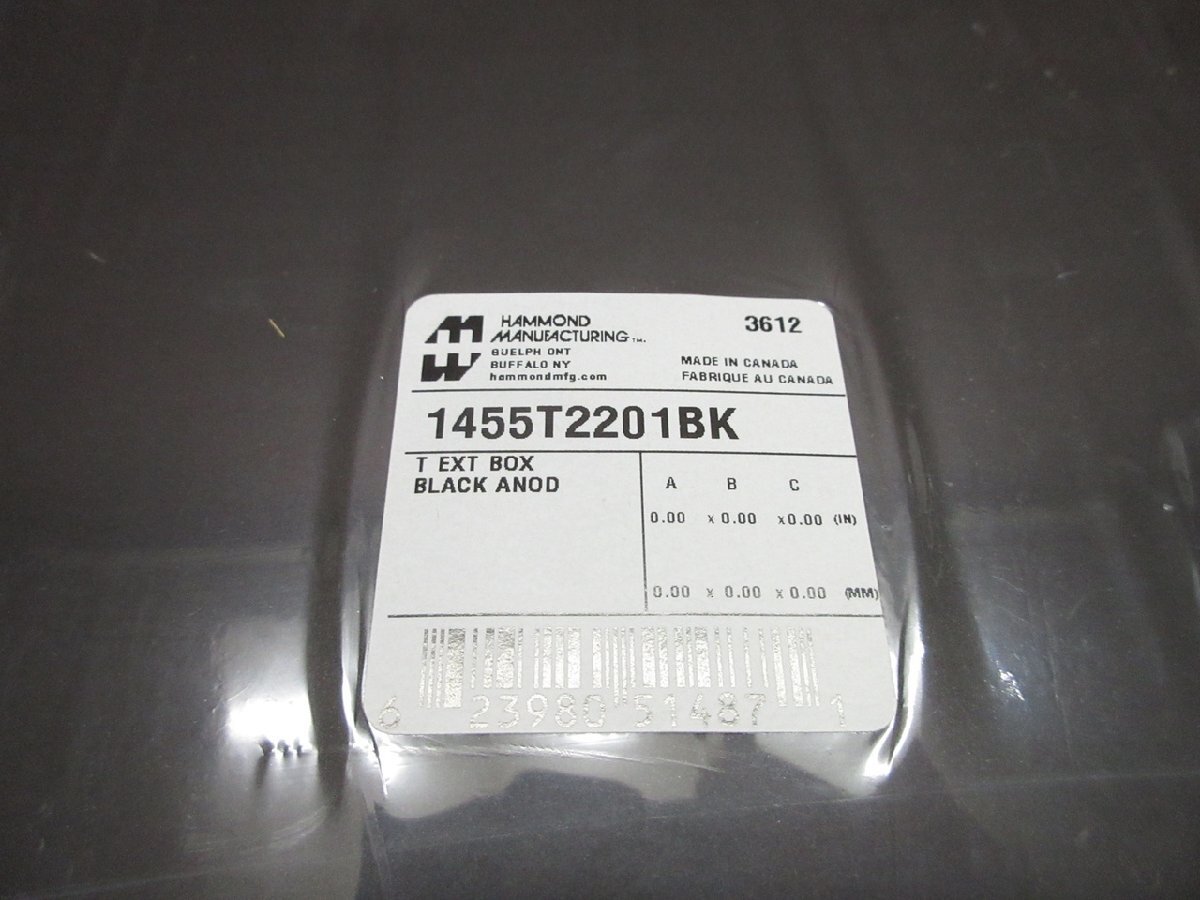 HAMMOND
MANUFACTURING™.
GUELPH ONT
BUFFALO NY
hammondmfg.com
3612
MADE IN CANADA
FABRIQUE AU CANADA
1455T2201BK
T EXT BOX
BLACK ANOD
A B C
0.00 x 0.00 x 0.00 (IN)
0.00 x 0.00 x 0.00 (MM)
6 23980 51487 1